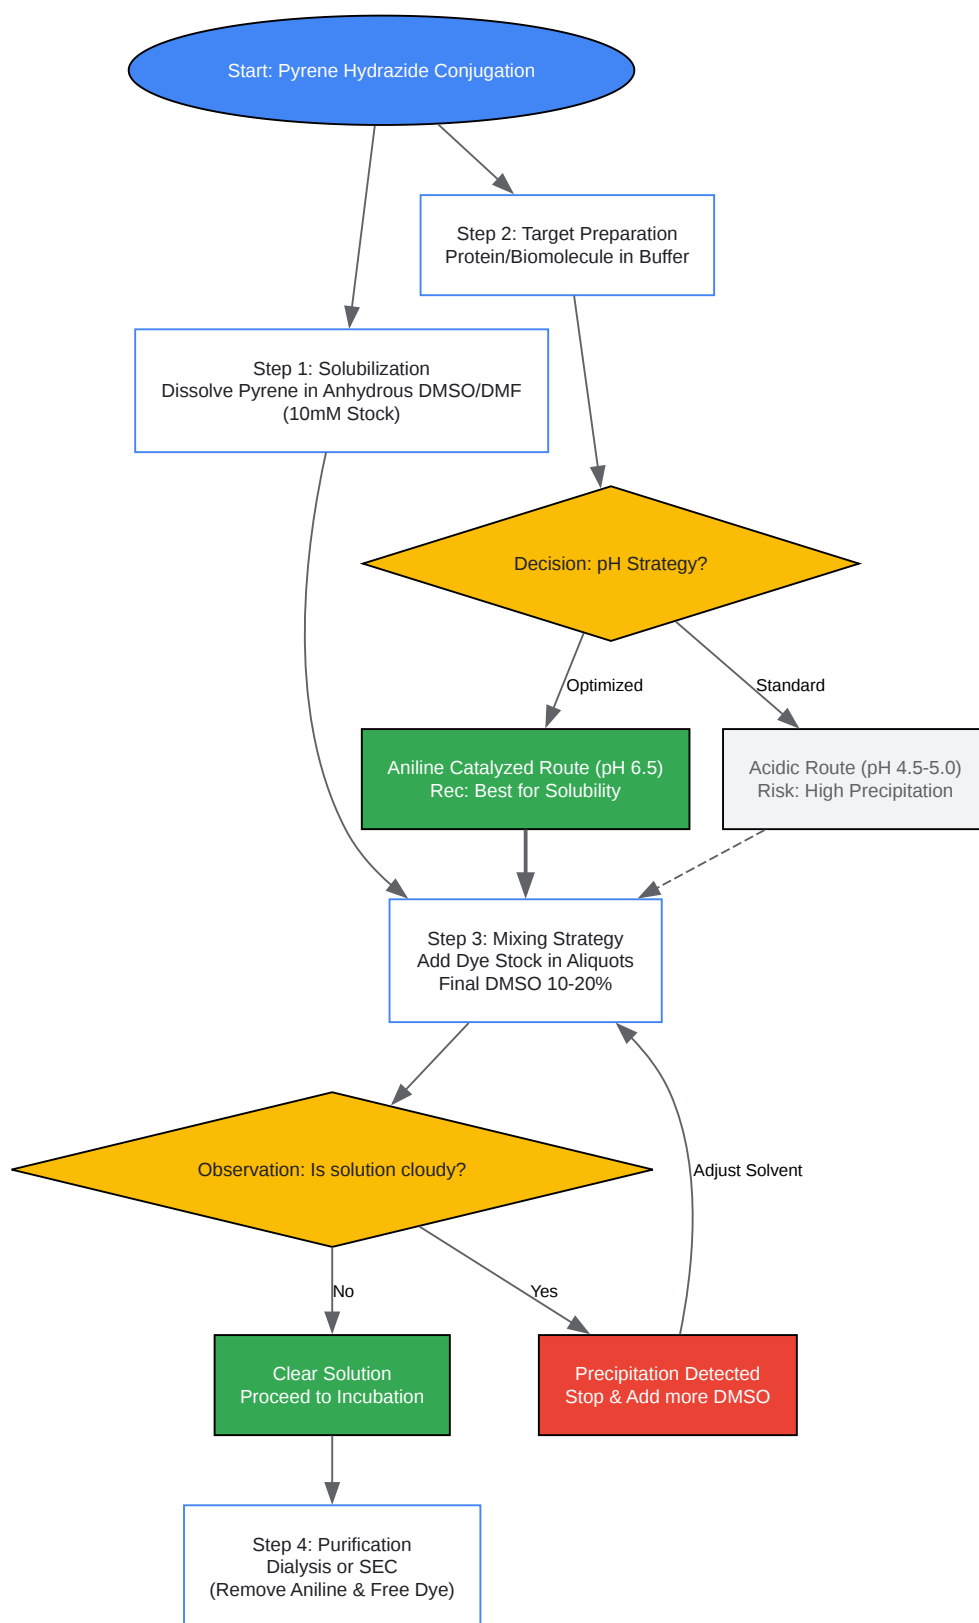 Start: Pyrene Hydrazide Conjugation
Step 2: Target Preparation
Protein/Biomolecule in Buffer
Step 1: Solubilization
Dissolve Pyrene in Anhydrous DMSO/DMF
(10mM Stock)
Decision: pH Strategy?
Optimized
Standard
Aniline Catalyzed Route (pH 6.5)
Rec: Best for Solubility
Acidic Route (pH 4.5-5.0)
Risk: High Precipitation
Step 3: Mixing Strategy
Add Dye Stock in Aliquots
Final DMSO 10-20%
Observation: Is solution cloudy?
Adjust Solvent
No
Yes
Clear Solution
Proceed to Incubation
Precipitation Detected
Stop & Add more DMSO
Step 4: Purification
Dialysis or SEC
(Remove Aniline & Free Dye)